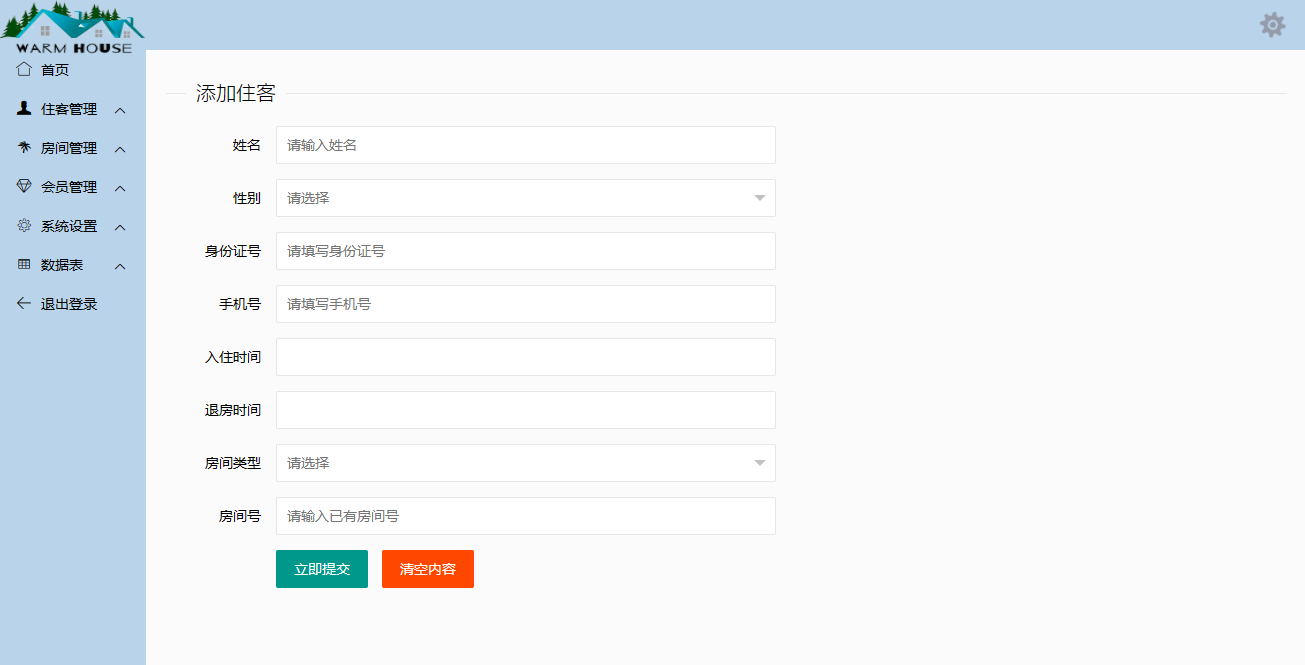 WARM HOUSE
首页
住客管理
房间管理
会员管理
系统设置
数据表
退出登录
添加住客
姓名 请输入姓名
性别 请选择
身份证号 请填写身份证号
手机号 请填写手机号
入住时间
退房时间
房间类型 请选择
房间号 请输入已有房间号
立即提交 清空内容